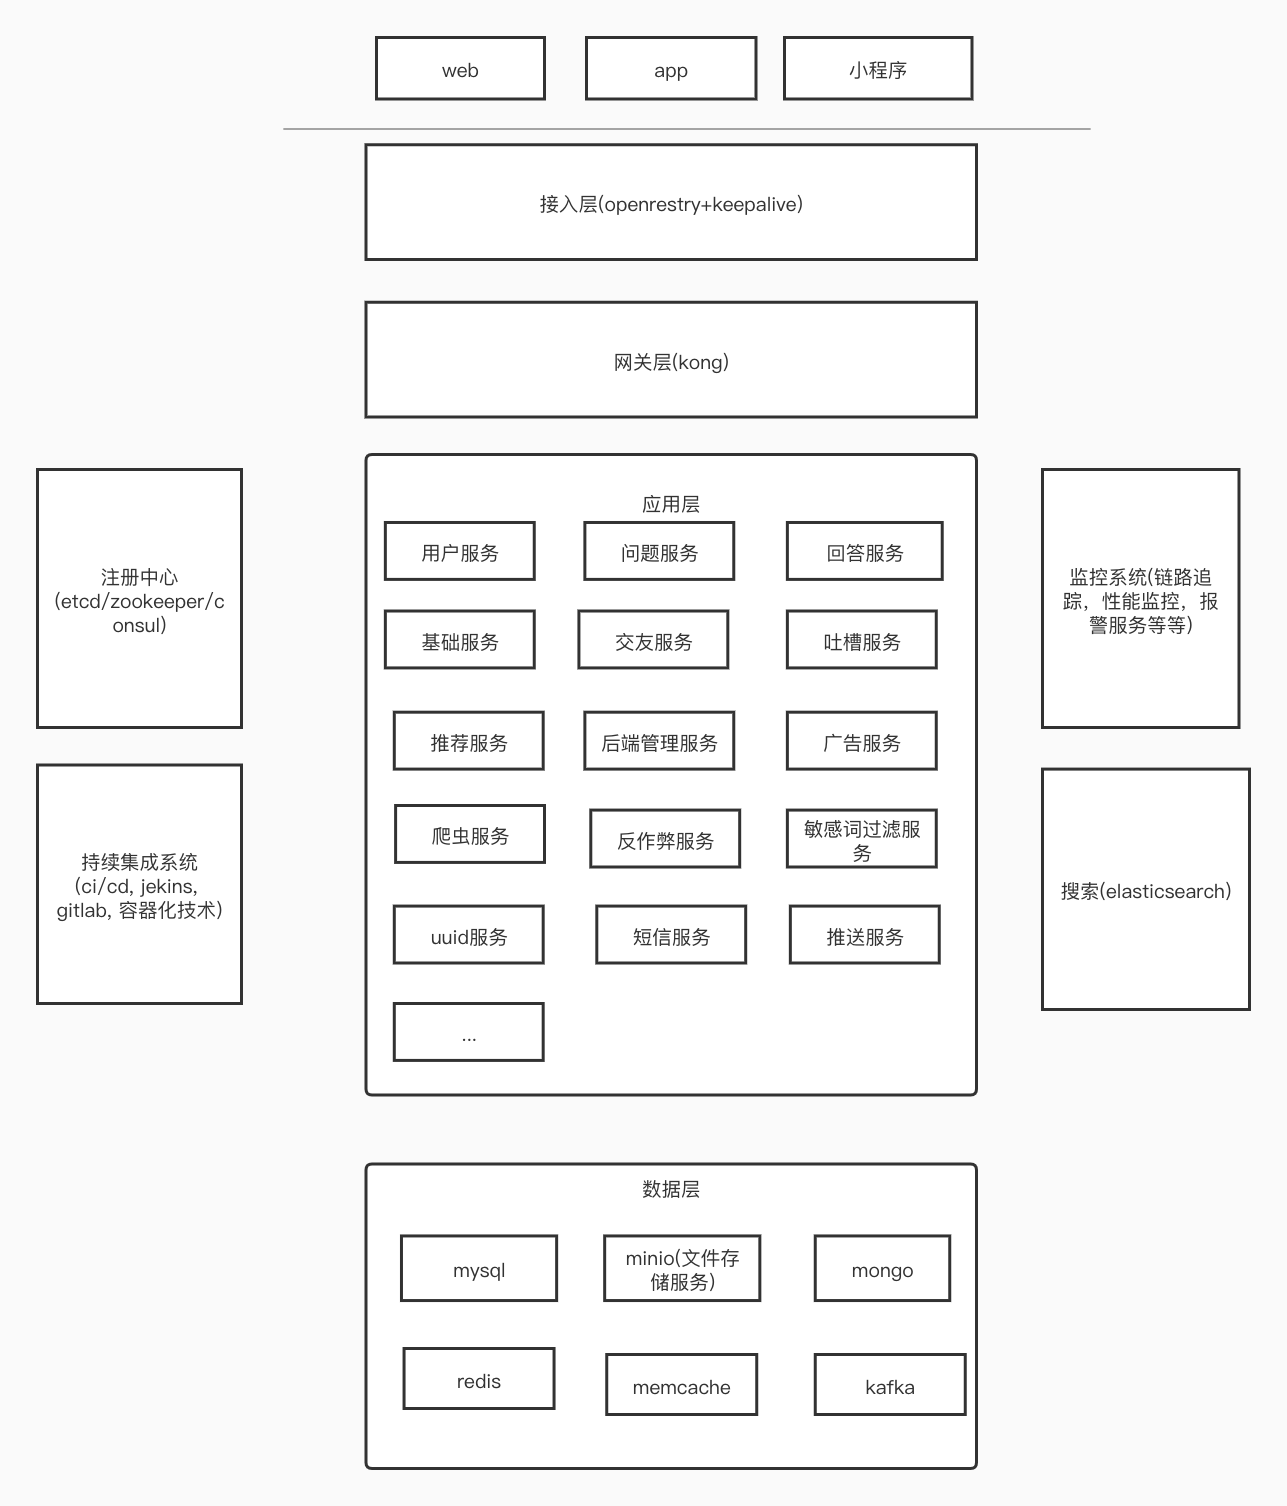 web
app
小程序
接入层(openrestry+keepalive)
网关层(kong)
注册中心
(etcd/zookeeper/c
onsul)
持续集成系统
(ci/cd, jekins,
gitlab, 容器化技术)
应用层
用户服务
问题服务
回答服务
基础服务
交友服务
吐槽服务
推荐服务
后端管理服务
广告服务
爬虫服务
反作弊服务
敏感词过滤服
务
uuid服务
短信服务
推送服务
...
监控系统(链路追
踪，性能监控，报
警服务等等)
搜索(elasticsearch)
数据层
mysql
minio(文件存
储服务)
mongo
redis
memcache
kafka